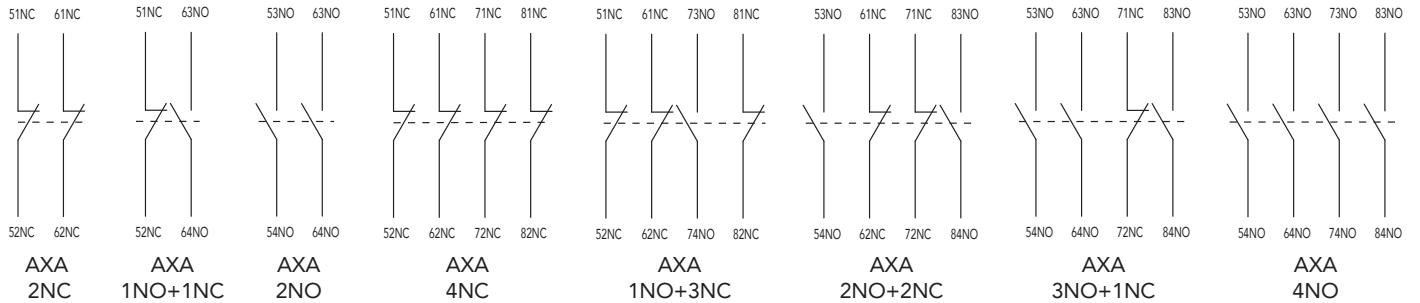 51NC 61NC 51NC 63NO 53NO 63NO 51NC 61NC 71NC 81NC 51NC 61NC 73NO 81NC 53NO 61NC 71NC 83NO 53NO 63NO 71NC 83NO 53NO 63NO 73NO 83NO
52NC 62NC 52NC 64NO 54NO 64NO 52NC 62NC 72NC 82NC 52NC 62NC 74NO 82NC 54NO 62NC 72NC 84NO 54NO 64NO 72NC 84NO 54NO 64NO 74NO 84NO
AXA AXA AXA AXA AXA AXA AXA AXA
2NC 1NO+1NC 2NO 4NC 1NO+3NC 2NO+2NC 3NO+1NC 4NO